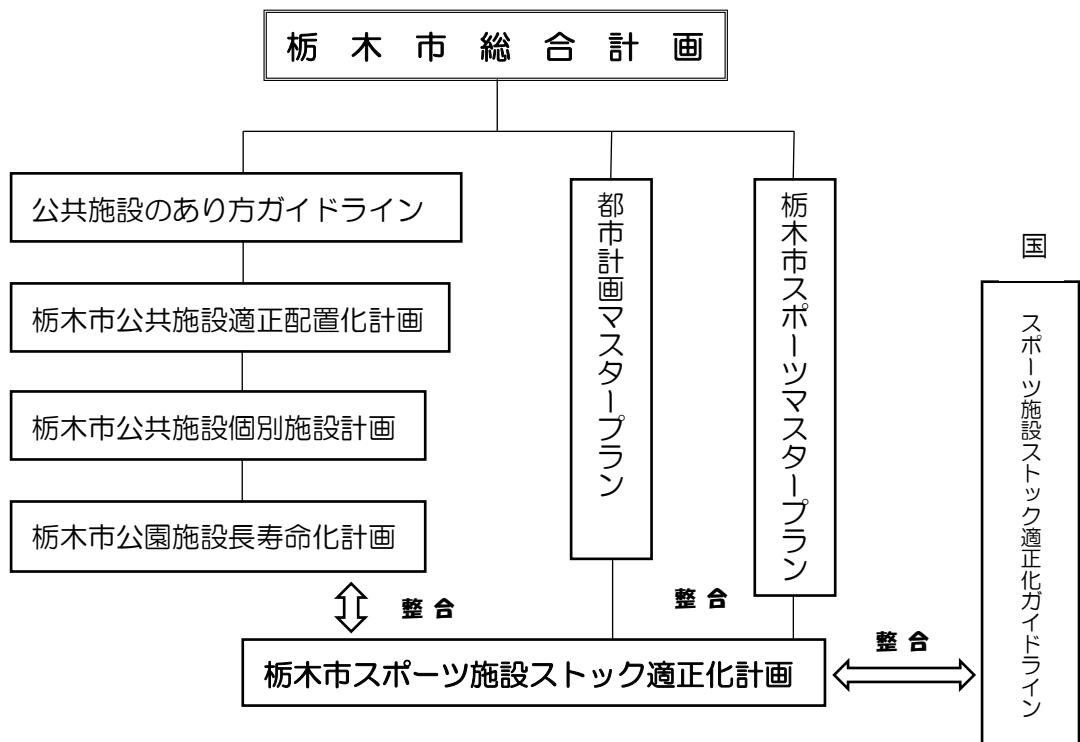 栃木市総合計画
公共施設のあり方ガイドライン
栃木市公共施設適正配置化計画
栃木市公共施設個別施設計画
栃木市公園施設長寿命化計画
都市計画マスタープラン
栃木市スポーツマスタープラン
国
スポーツ施設ストック適正化ガイドライン
整合
整合
整合
栃木市スポーツ施設ストック適正化計画